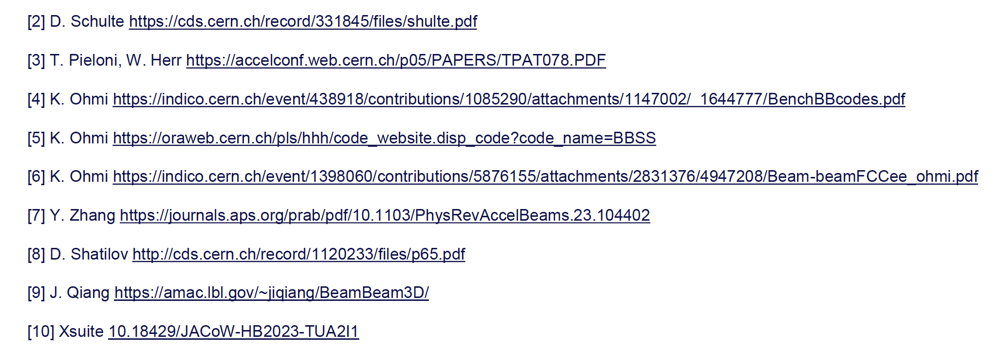 [2] D. Schulte https://cds.cern.ch/record/331845/files/shulte.pdf
[3] T. Pieloni, W. Herr https://accelconf.web.cern.ch/p05/PAPERS/TPAT078.PDF
[4] K. Ohmi https://indico.cern.ch/event/438918/contributions/1085290/attachments/1147002/_1644777/BenchBBcodes.pdf
[5] K. Ohmi https://oraweb.cern.ch/pls/hhh/code_website.disp_code?code_name=BBSS
[6] K. Ohmi https://indico.cern.ch/event/1398060/contributions/5876155/attachments/2831376/4947208/Beam-beamFCCee_ohmi.pdf
[7] Y. Zhang https://journals.aps.org/prab/pdf/10.1103/PhysRevAccelBeams.23.104402
[8] D. Shatilov http://cds.cern.ch/record/1120233/files/p65.pdf
[9] J. Qiang https://amac.lbl.gov/~jiqiang/BeamBeam3D/
[10] Xsuite 10.18429/JACoW-HB2023-TUA2I1